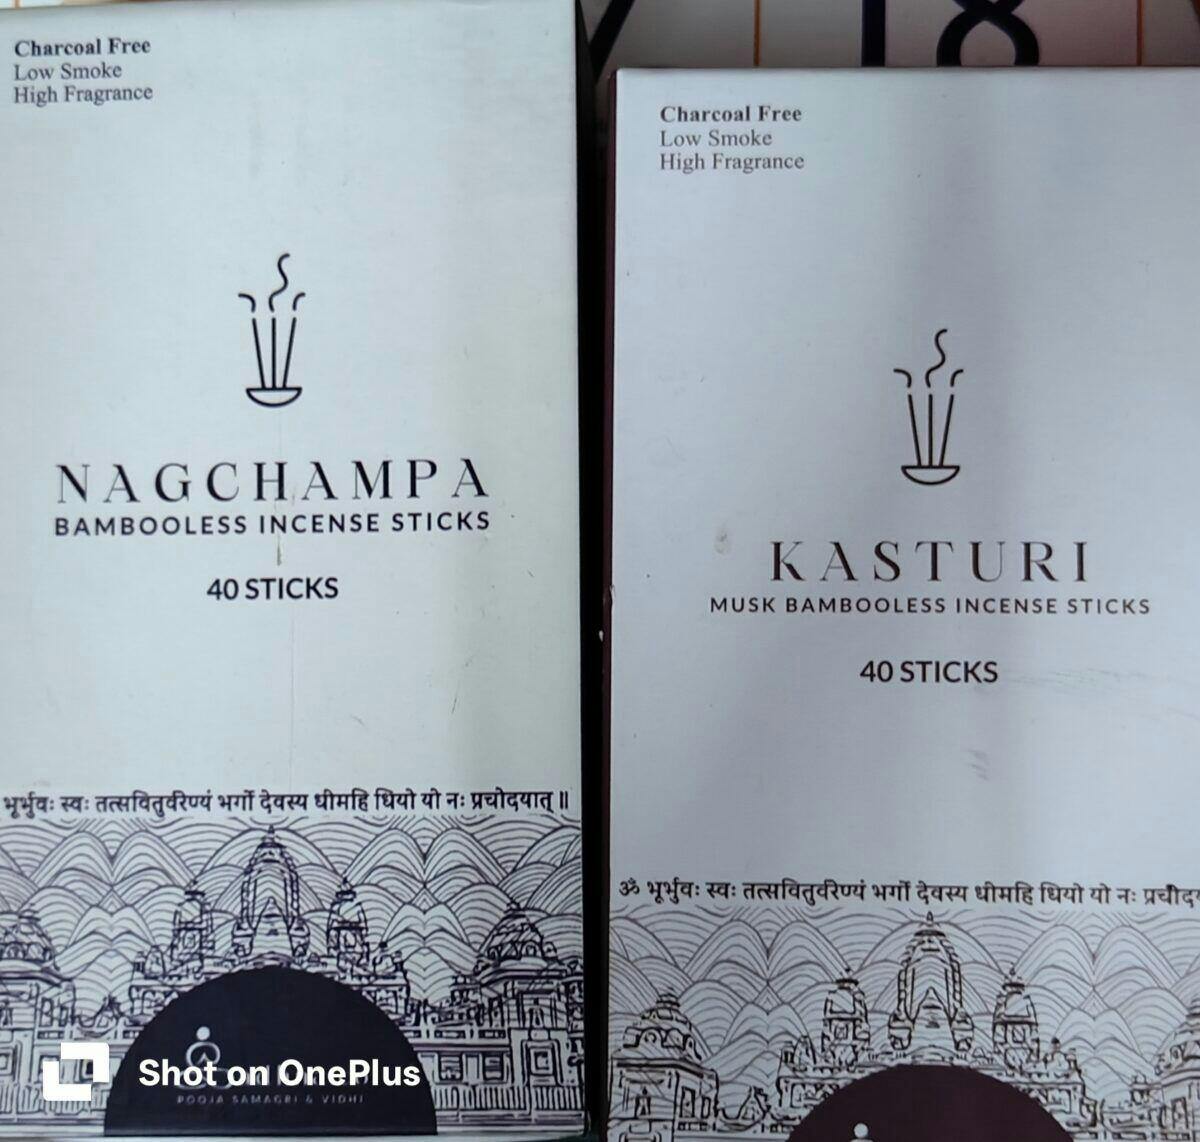 Charcoal Free
Low Smoke
High Fragrance
NAGCHAMPA
BAMBOOLESS INCENSE STICKS
40 STICKS
भूर्भुवः स्वः तत्सवितुर्वरेण्यं भर्गो देवस्य धीमहि धियो यो नः प्रचोदयात् ॥
POOJA SAMAGRI & VIDHI
Shot on OnePlus
18
Charcoal Free
Low Smoke
High Fragrance
KASTURI
MUSK BAMBOOLESS INCENSE STICKS
40 STICKS
ॐ भूर्भुवः स्वः तत्सवितुर्वरेण्यं भर्गो देवस्य धीमहि धियो यो नः